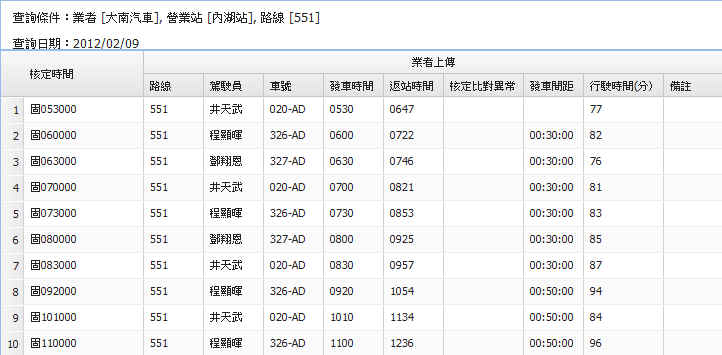 查詢條件：業者 [大南汽車], 營業站 [內湖站], 路線 [551]
查詢日期：2012/02/09
核定時間 業者上傳
路線 駕駛員 車號 發車時間 返站時間 核定比對異常 發車間距 行駛時間(分) 備註
1 固053000 551 井天武 020-AD 0530 0647 77
2 固060000 551 程顯暉 326-AD 0600 0722 00:30:00 82
3 固063000 551 鄧翔恩 327-AD 0630 0746 00:30:00 76
4 固070000 551 井天武 020-AD 0700 0821 00:30:00 81
5 固073000 551 程顯暉 326-AD 0730 0853 00:30:00 83
6 固080000 551 鄧翔恩 327-AD 0800 0925 00:30:00 85
7 固083000 551 井天武 020-AD 0830 0957 00:30:00 87
8 固092000 551 程顯暉 326-AD 0920 1054 00:50:00 94
9 固101000 551 井天武 020-AD 1010 1134 00:50:00 84
10 固110000 551 程顯暉 326-AD 1100 1236 00:50:00 96